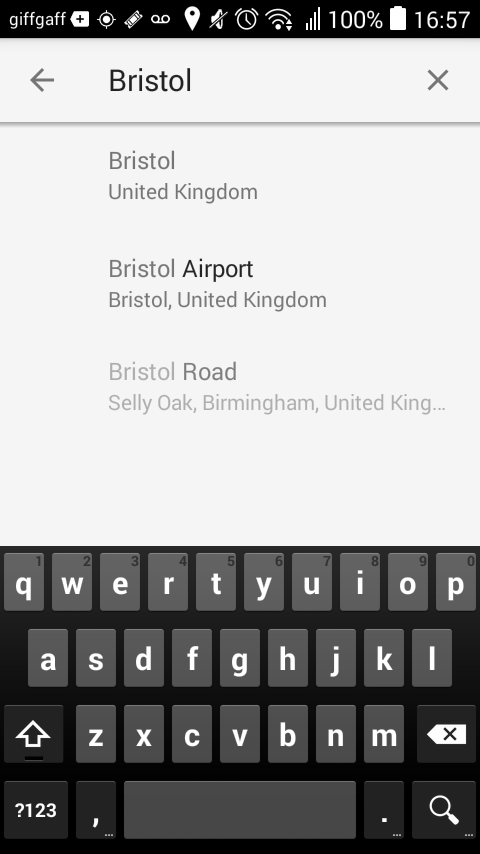 giffgaff 100% 16:57
Bristol
Bristol
United Kingdom
Bristol Airport
Bristol, United Kingdom
Bristol Road
Selly Oak, Birmingham, United King...
1 2 3 4 5 6 7 8 9 0
q w e r t y u i o p
a s d f g h j k l
z x c v b n m
?123 , ... . ... ...